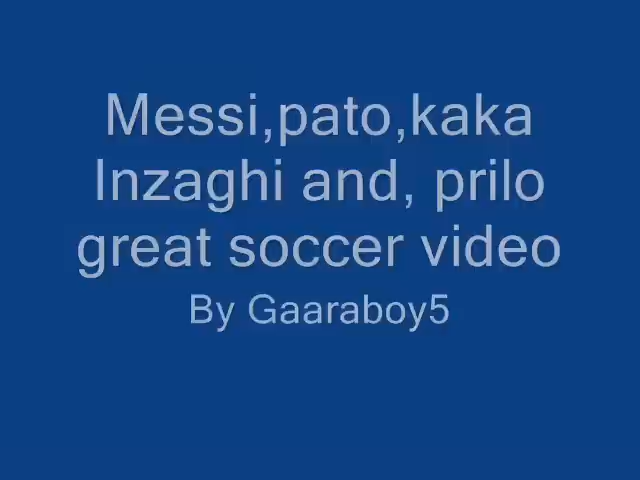 Messi,pato,kaka
Inzaghi and, prilo
great soccer video
By Gaaraboy5